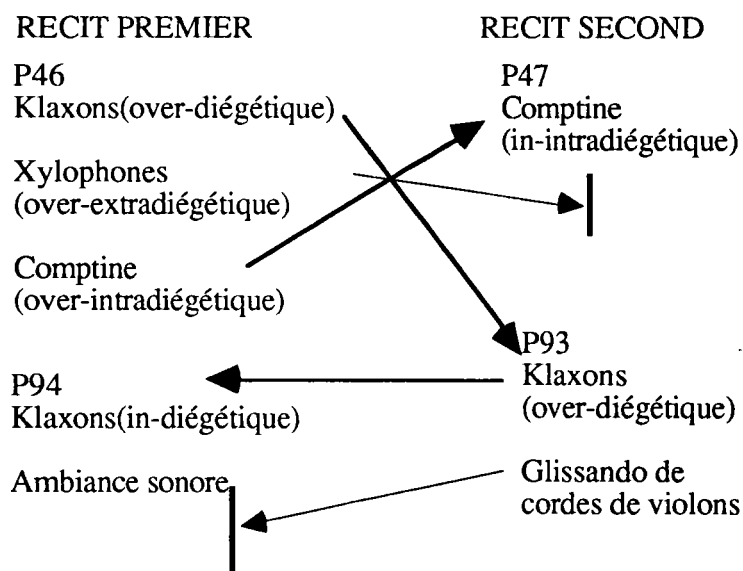 RECIT PREMIER
RECIT SECOND
P46
Klaxons(over-diégétique)
Xylophones
(over-extradiégétique)
Comptine
(over-intradiégétique)
P94
Klaxons(in-diégétique)
Ambiance sonore
P47
Comptine
(in-intradiégétique)
P93
Klaxons
(over-diégétique)
Glissando de
cordes de violons